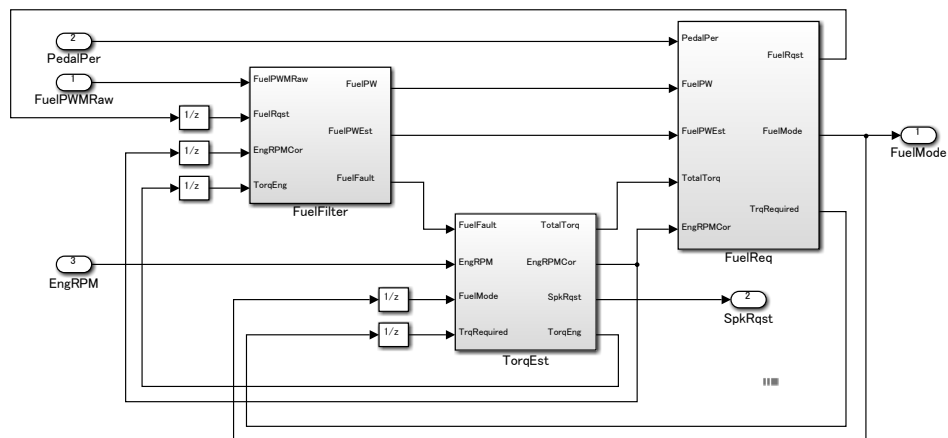 2
PedalPer
1
FuelPWMRaw
1/z
1/z
1/z
FuelPWMRaw
FuelRqst
EngRPMCor
TorqEng
FuelPW
FuelPWEst
FuelFault
FuelFilter
3
EngRPM
1/z
1/z
FuelFault
EngRPM
FuelMode
TrqRequired
TotalTorq
EngRPMCor
SpkRqst
TorqEng
TorqEst
PedalPer
FuelPW
FuelPWEst
TotalTorq
EngRPMCor
FuelRqst
FuelMode
TrqRequired
FuelReq
1
FuelMode
2
SpkRqst